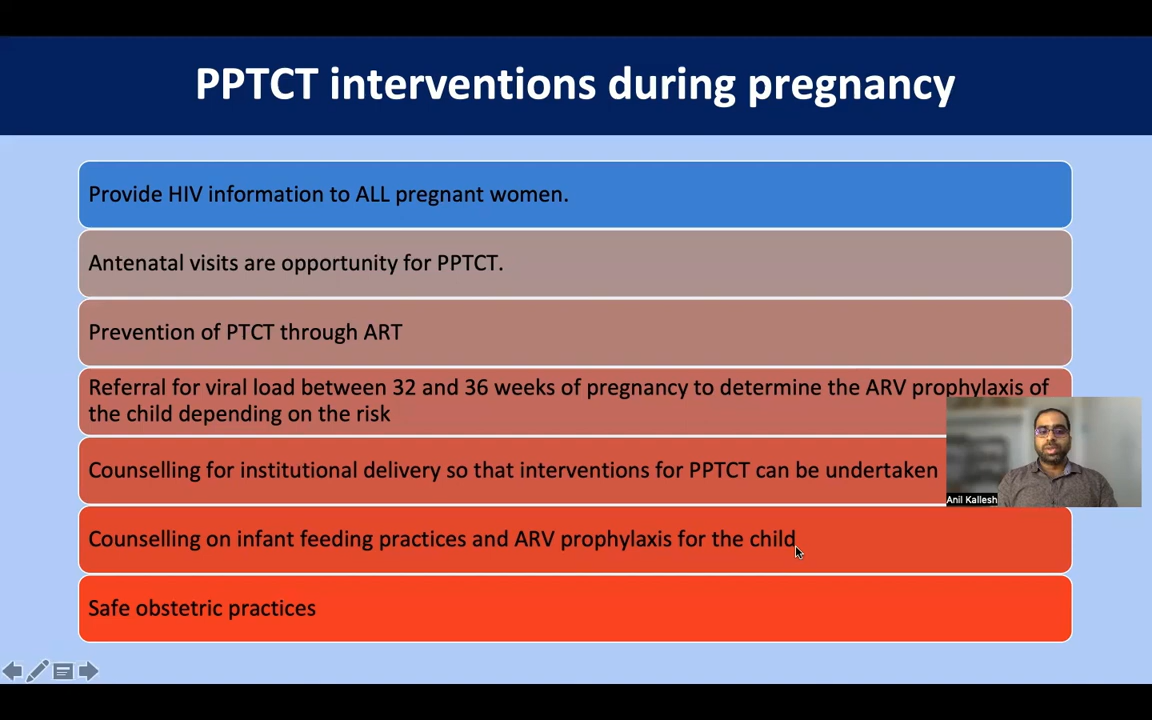 PPTCT interventions during pregnancy
Provide HIV information to ALL pregnant women.
Antenatal visits are opportunity for PPTCT.
Prevention of PTCT through ART
Referral for viral load between 32 and 36 weeks of pregnancy to determine the ARV prophylaxis of
the child depending on the risk
Counselling for institutional delivery so that interventions for PPTCT can be undertaken
Anil Kallesh
Counselling on infant feeding practices and ARV prophylaxis for the child
Safe obstetric practices